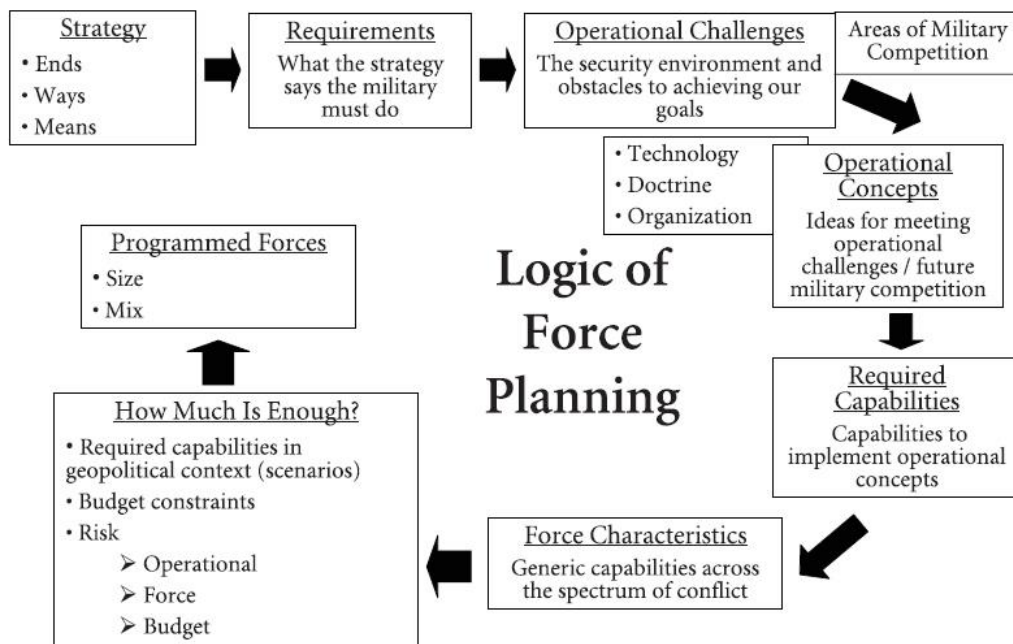 Strategy
• Ends
• Ways
• Means
Requirements
What the strategy
says the military
must do
Operational Challenges
The security environment and
obstacles to achieving our
goals
Areas of Military
Competition
• Technology
• Doctrine
• Organization
Operational
Concepts
Ideas for meeting
operational
challenges / future
military competition
Logic of
Force
Planning
Required
Capabilities
Capabilities to
implement operational
concepts
Force Characteristics
Generic capabilities across
the spectrum of conflict
How Much Is Enough?
• Required capabilities in
geopolitical context (scenarios)
• Budget constraints
• Risk
➢ Operational
➢ Force
➢ Budget
Programmed Forces
• Size
• Mix